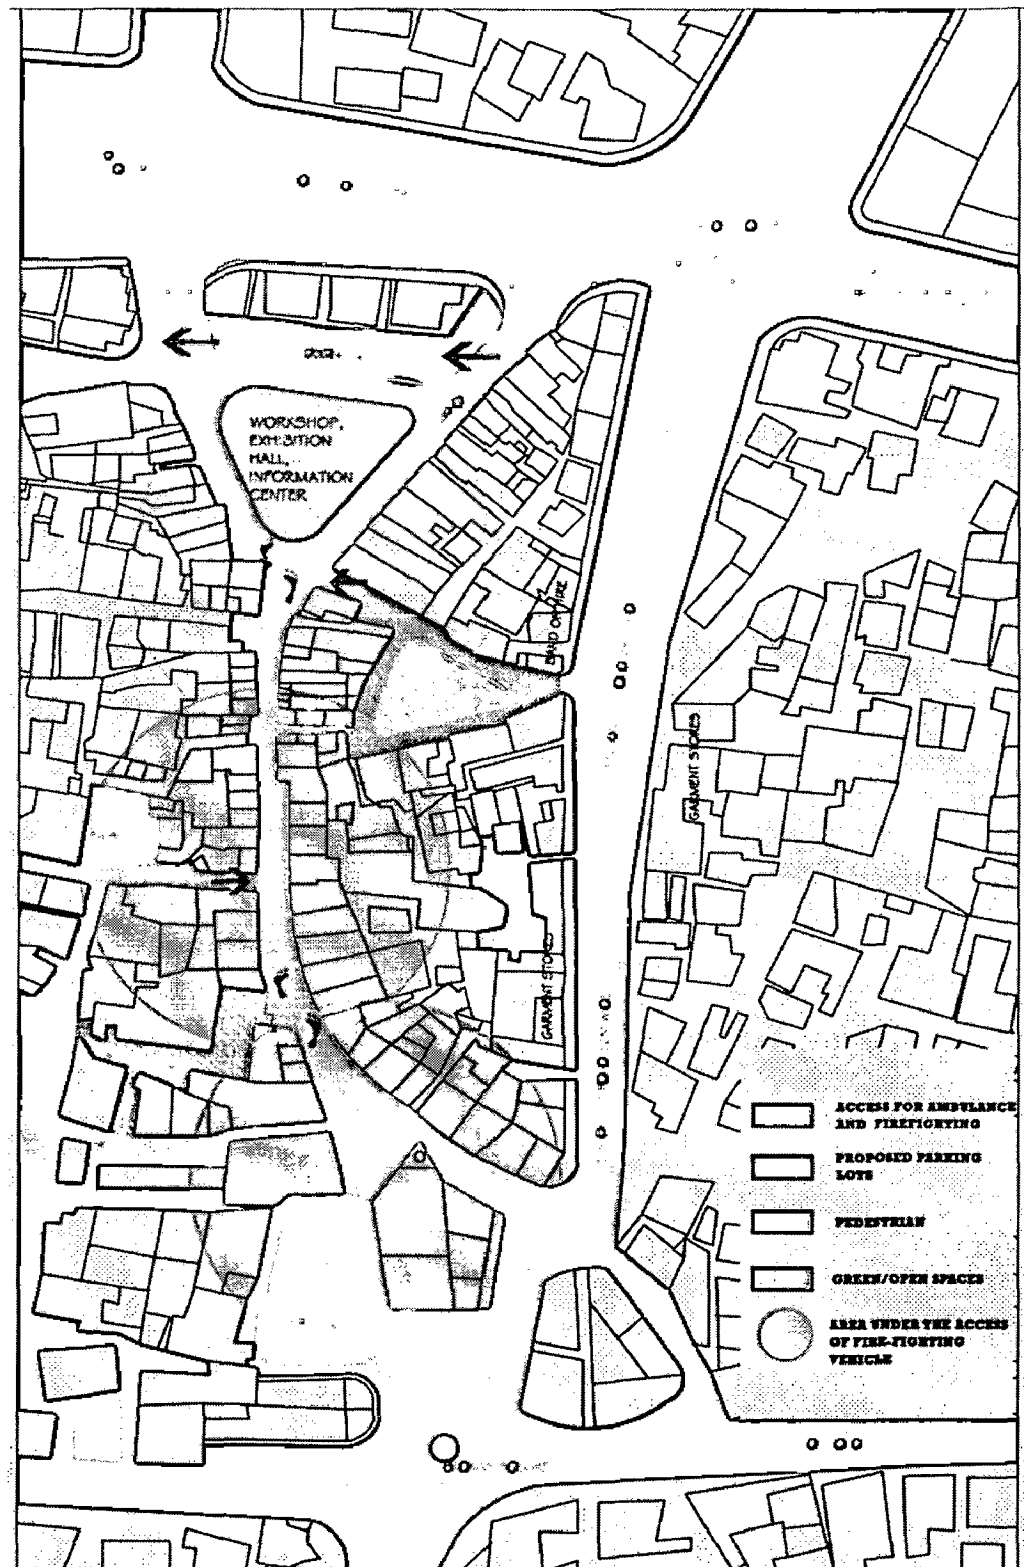 WORKSHOP,
EXHIBITION
HALL,
INFORMATION
CENTER
GARMENT STORES
GARMENT STORES
ACCESS FOR AMBULANCE
AND FIREFIGHTING
PROPOSED PARKING
LOTS
PEDESTRIAN
GREEN/OPEN SPACES
AREA UNDER THE ACCESS
OF FIRE-FIGHTING
VEHICLE